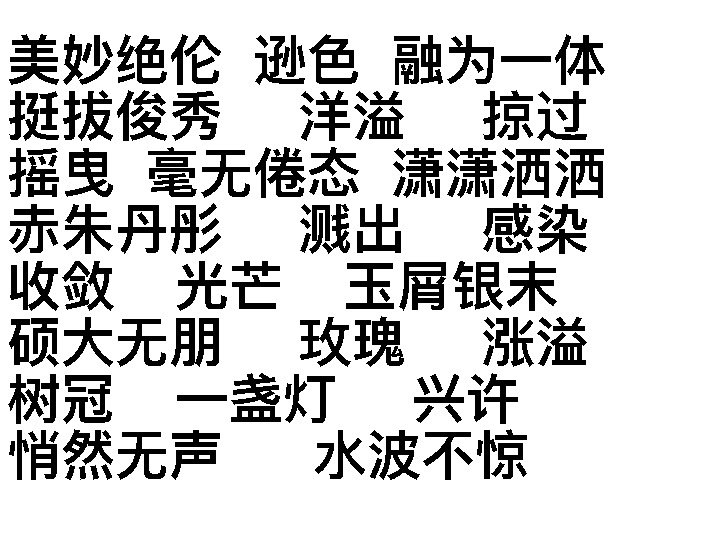 美妙绝伦 逊色 融为一体
挺拔俊秀 洋溢 掠过
摇曳 毫无倦态 潇潇洒洒
赤朱丹彤 溅出 感染
收敛 光芒 玉屑银末
硕大无朋 玫瑰 涨溢
树冠 一盏灯 兴许
悄然无声 水波不惊